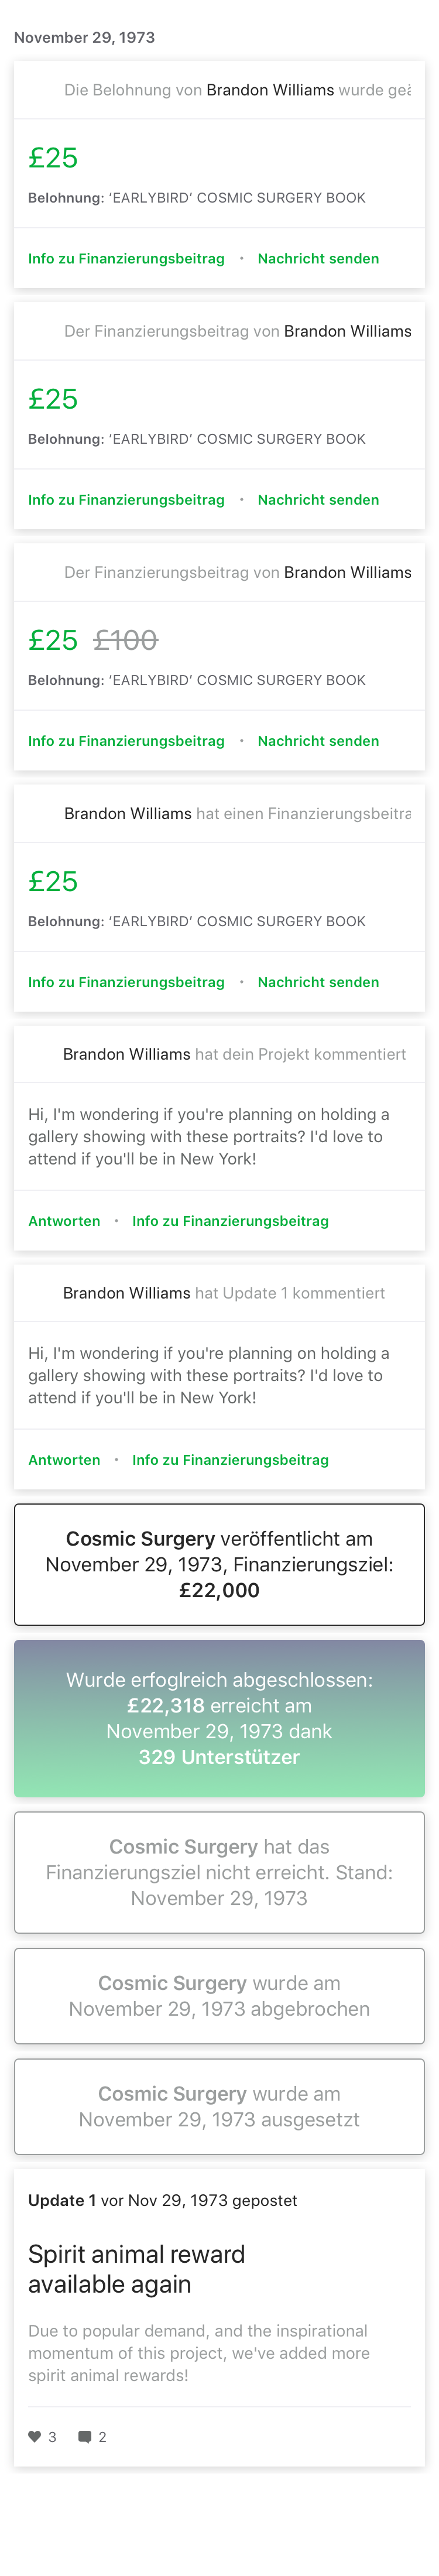 November 29, 1973
Die Belohnung von Brandon Williams wurde
£25
Belohnung: ‘EARLYBIRD’ COSMIC SURGERY BOOK
Info zu Finanzierungsbeitrag • Nachricht senden
Der Finanzierungsbeitrag von Brandon Williams
£25
Belohnung: ‘EARLYBIRD’ COSMIC SURGERY BOOK
Info zu Finanzierungsbeitrag • Nachricht senden
Der Finanzierungsbeitrag von Brandon Williams
£25 £100
Belohnung: ‘EARLYBIRD’ COSMIC SURGERY BOOK
Info zu Finanzierungsbeitrag • Nachricht senden
Brandon Williams hat einen
£25
Belohnung: ‘EARLYBIRD’ COSMIC SURGERY BOOK
Info zu Finanzierungsbeitrag • Nachricht senden
Brandon Williams hat dein Projekt kommentiert
Hi, I'm wondering if you're planning on holding a
gallery showing with these portraits? I'd love to
attend if you'll be in New York!
Antworten • Info zu Finanzierungsbeitrag
Brandon Williams hat Update 1 kommentiert
Hi, I'm wondering if you're planning on holding a
gallery showing with these portraits? I'd love to
attend if you'll be in New York!
Antworten • Info zu Finanzierungsbeitrag
Cosmic Surgery veröffentlicht am
November 29, 1973, Finanzierungsziel:
£22,000
Wurde erfoglreich abgeschlossen:
£22,318 erreicht am
November 29, 1973 dank
329 Unterstützer
Cosmic Surgery hat das
Finanzierungsziel nicht erreicht. Stand:
November 29, 1973
Cosmic Surgery wurde am
November 29, 1973 abgebrochen
Cosmic Surgery wurde am
November 29, 1973 ausgesetzt
Update 1 vor Nov 29, 1973 gepostet
Spirit animal reward
available again
Due to popular demand, and the inspirational
momentum of this project, we've added more
spirit animal rewards!
3 2